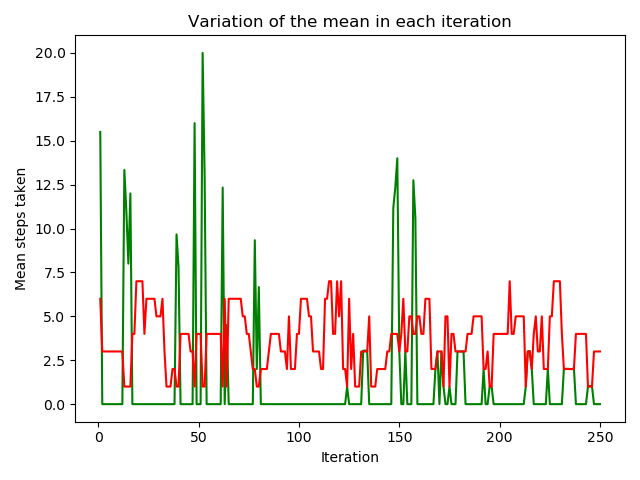 Variation of the mean in each iteration
20.0
17.5
15.0
12.5
10.0
7.5
5.0
2.5
0.0
Mean steps taken
0 50 100 150 200 250
Iteration